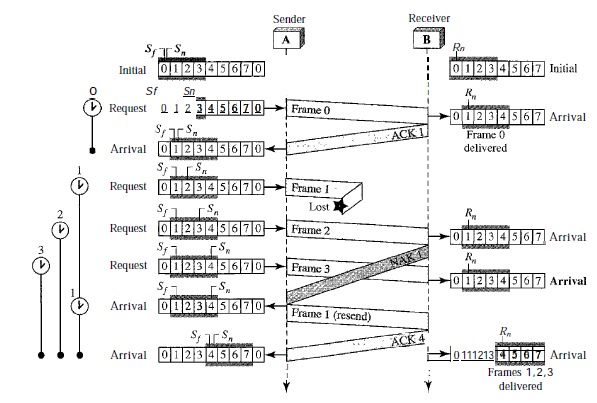 Sender
Receiver
A
B
Sf Sn
Rn
Initial 0 1 2 3 4 5 6 7 0
0 1 2 3 4 5 6 7 Initial
0
Sf Sn
Request 0 1 2 3 4 5 6 7 0
Frame 0
Rn
0 1 2 3 4 5 6 7 Arrival
Frame 0
delivered
Sf Sn
ACK 1
Arrival 0 1 2 3 4 5 6 7 0
1
Sf Sn
Request 0 1 2 3 4 5 6 7 0
Frame 1
Lost
2
Sf Sn
Request 0 1 2 3 4 5 6 7 0
Frame 2
Rn
0 1 2 3 4 5 6 7 Arrival
3
Sf Sn
NAK 1
Request 0 1 2 3 4 5 6 7 0
Frame 3
Rn
0 1 2 3 4 5 6 7 Arrival
1
Sf Sn
Arrival 0 1 2 3 4 5 6 7 0
Frame 1 (resend)
Sf Sn
ACK 4
Arrival 0 1 2 3 4 5 6 7 0
Rn
0 111213 4 5 6 7 Arrival
Frames 1,2,3
delivered